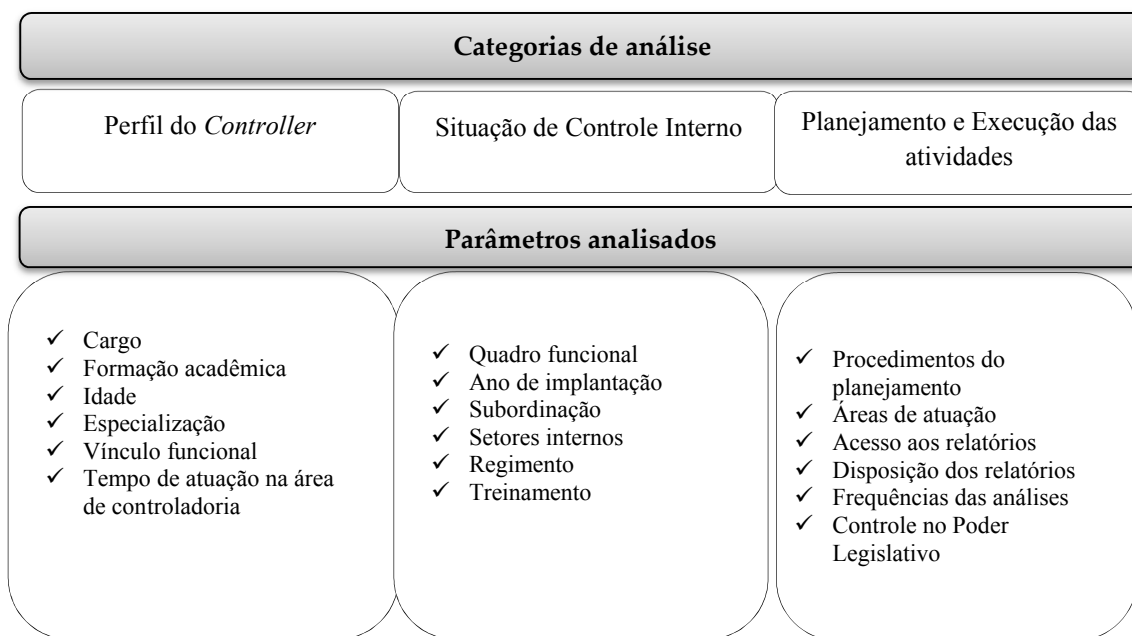 Categorias de análise
Perfil do Controller
Situação de Controle Interno
Planejamento e Execução das
atividades
Parâmetros analisados
✓ Cargo
✓ Formação acadêmica
✓ Idade
✓ Especialização
✓ Vínculo funcional
✓ Tempo de atuação na área
de controladoria
✓ Quadro funcional
✓ Ano de implantação
✓ Subordinação
✓ Setores internos
✓ Regimento
✓ Treinamento
✓ Procedimentos do
planejamento
✓ Áreas de atuação
✓ Acesso aos relatórios
✓ Disposição dos relatórios
✓ Frequências das análises
✓ Controle no Poder
Legislativo